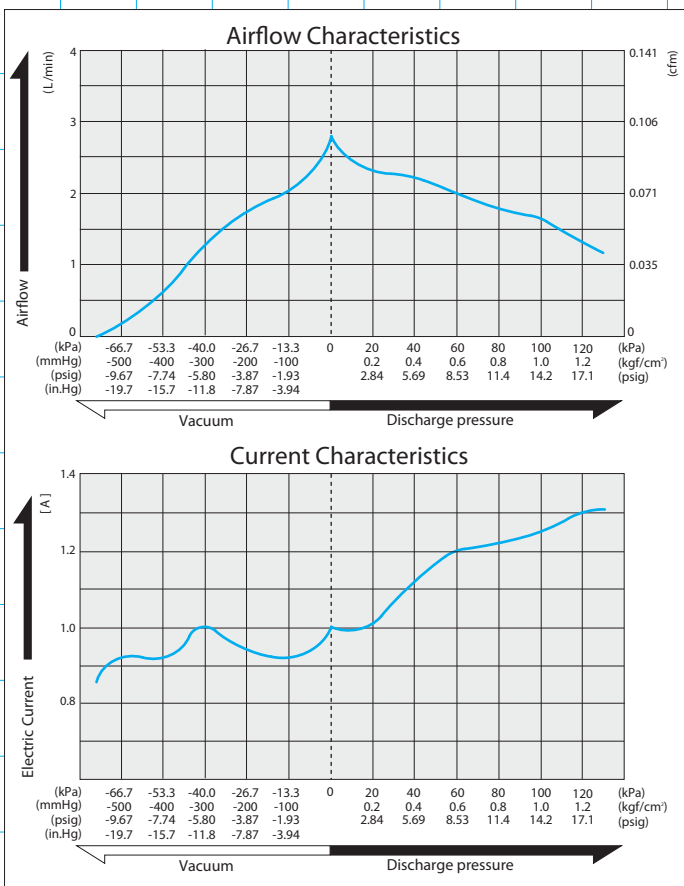 Airflow Characteristics
(L/min)
(cfm)
4
3
2
1
0
0.141
0.106
0.071
0.035
0
Airflow
(kPa) -66.7 -53.3 -40.0 -26.7 -13.3 0 20 40 60 80 100 120 (kPa)
(mmHg) -500 -400 -300 -200 -100 0.2 0.4 0.6 0.8 1.0 1.2 (kgf/cm²)
(psig) -9.67 -7.74 -5.80 -3.87 -1.93 2.84 5.69 8.53 11.4 14.2 17.1 (psig)
(in.Hg) -19.7 -15.7 -11.8 -7.87 -3.94
Vacuum Discharge pressure
Current Characteristics
[ A ]
1.4
1.2
1.0
0.8
Electric Current
(kPa) -66.7 -53.3 -40.0 -26.7 -13.3 0 20 40 60 80 100 120 (kPa)
(mmHg) -500 -400 -300 -200 -100 0.2 0.4 0.6 0.8 1.0 1.2 (kgf/cm²)
(psig) -9.67 -7.74 -5.80 -3.87 -1.93 2.84 5.69 8.53 11.4 14.2 17.1 (psig)
(in.Hg) -19.7 -15.7 -11.8 -7.87 -3.94
Vacuum Discharge pressure